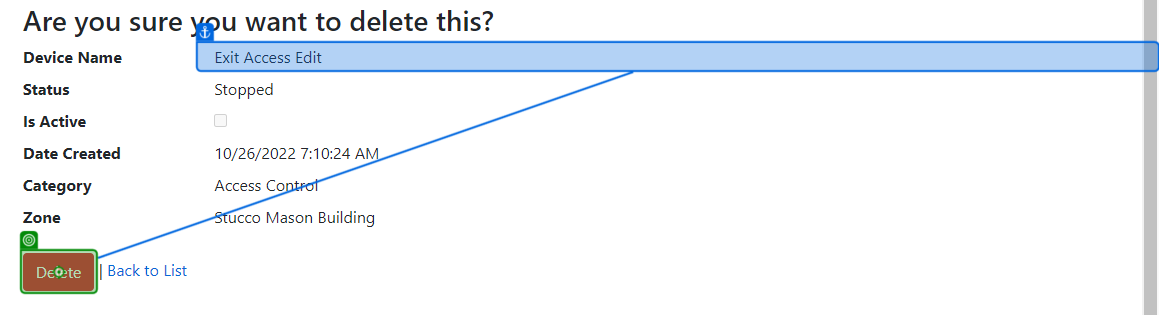 Are you sure you want to delete this?
Device Name Exit Access Edit
Status Stopped
Is Active
Date Created 10/26/2022 7:10:24 AM
Category Access Control
Zone Stucco Mason Building
Delete | Back to List